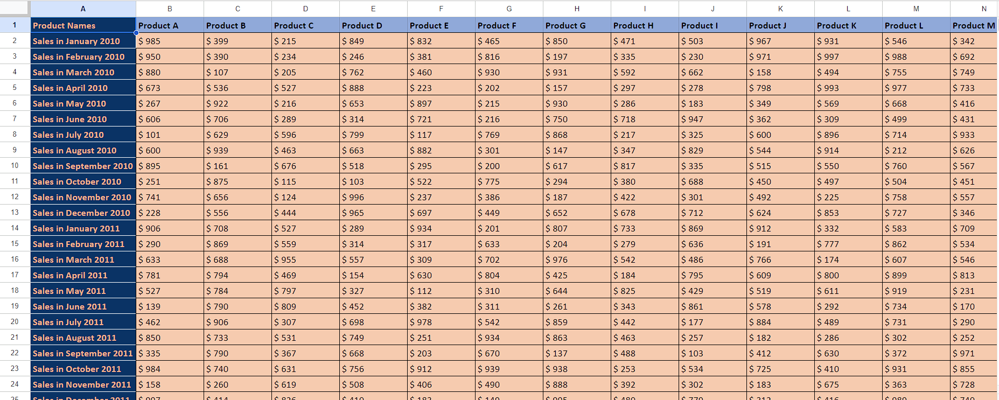 A B C D E F G H I J K L M N
1 Product Names Product A Product B Product C Product D Product E Product F Product G Product H Product I Product J Product K Product L Product M
2 Sales in January 2010 $ 985 $ 399 $ 215 $ 849 $ 832 $ 465 $ 850 $ 471 $ 503 $ 967 $ 931 $ 546 $ 342
3 Sales in February 2010 $ 950 $ 390 $ 234 $ 246 $ 381 $ 816 $ 197 $ 335 $ 230 $ 971 $ 997 $ 988 $ 692
4 Sales in March 2010 $ 880 $ 107 $ 205 $ 762 $ 460 $ 930 $ 931 $ 592 $ 662 $ 158 $ 494 $ 755 $ 749
5 Sales in April 2010 $ 673 $ 536 $ 527 $ 888 $ 223 $ 202 $ 157 $ 297 $ 278 $ 798 $ 993 $ 977 $ 733
6 Sales in May 2010 $ 267 $ 922 $ 216 $ 653 $ 897 $ 215 $ 930 $ 286 $ 183 $ 349 $ 569 $ 668 $ 416
7 Sales in June 2010 $ 606 $ 706 $ 289 $ 314 $ 721 $ 216 $ 750 $ 718 $ 947 $ 362 $ 309 $ 499 $ 431
8 Sales in July 2010 $ 101 $ 629 $ 596 $ 799 $ 117 $ 769 $ 868 $ 217 $ 325 $ 600 $ 896 $ 714 $ 933
9 Sales in August 2010 $ 600 $ 939 $ 463 $ 663 $ 882 $ 301 $ 147 $ 347 $ 829 $ 544 $ 914 $ 212 $ 626
10 Sales in September 2010 $ 895 $ 161 $ 676 $ 518 $ 295 $ 200 $ 617 $ 817 $ 335 $ 515 $ 550 $ 760 $ 567
11 Sales in October 2010 $ 251 $ 875 $ 115 $ 103 $ 522 $ 775 $ 294 $ 380 $ 688 $ 450 $ 497 $ 504 $ 451
12 Sales in November 2010 $ 741 $ 656 $ 124 $ 996 $ 237 $ 386 $ 187 $ 422 $ 301 $ 492 $ 225 $ 758 $ 557
13 Sales in December 2010 $ 228 $ 556 $ 444 $ 965 $ 697 $ 449 $ 652 $ 678 $ 712 $ 624 $ 853 $ 727 $ 346
14 Sales in January 2011 $ 906 $ 708 $ 527 $ 289 $ 934 $ 201 $ 807 $ 733 $ 869 $ 912 $ 332 $ 583 $ 709
15 Sales in February 2011 $ 290 $ 869 $ 559 $ 314 $ 317 $ 633 $ 204 $ 279 $ 636 $ 191 $ 777 $ 862 $ 534
16 Sales in March 2011 $ 633 $ 688 $ 955 $ 557 $ 309 $ 702 $ 976 $ 542 $ 486 $ 766 $ 174 $ 607 $ 546
17 Sales in April 2011 $ 781 $ 794 $ 469 $ 154 $ 630 $ 804 $ 425 $ 184 $ 795 $ 609 $ 800 $ 899 $ 813
18 Sales in May 2011 $ 527 $ 784 $ 797 $ 327 $ 112 $ 310 $ 644 $ 825 $ 429 $ 519 $ 611 $ 919 $ 231
19 Sales in June 2011 $ 139 $ 790 $ 809 $ 452 $ 382 $ 311 $ 261 $ 343 $ 861 $ 578 $ 292 $ 734 $ 170
20 Sales in July 2011 $ 462 $ 906 $ 307 $ 698 $ 978 $ 542 $ 859 $ 442 $ 177 $ 884 $ 489 $ 731 $ 290
21 Sales in August 2011 $ 850 $ 733 $ 531 $ 749 $ 251 $ 934 $ 863 $ 463 $ 257 $ 182 $ 286 $ 302 $ 252
22 Sales in September 2011 $ 335 $ 790 $ 367 $ 668 $ 203 $ 670 $ 137 $ 488 $ 103 $ 412 $ 630 $ 372 $ 971
23 Sales in October 2011 $ 984 $ 740 $ 631 $ 756 $ 912 $ 939 $ 938 $ 253 $ 534 $ 725 $ 410 $ 931 $ 855
24 Sales in November 2011 $ 158 $ 260 $ 619 $ 508 $ 406 $ 490 $ 888 $ 392 $ 302 $ 183 $ 675 $ 363 $ 728
25 Sales in December 2011